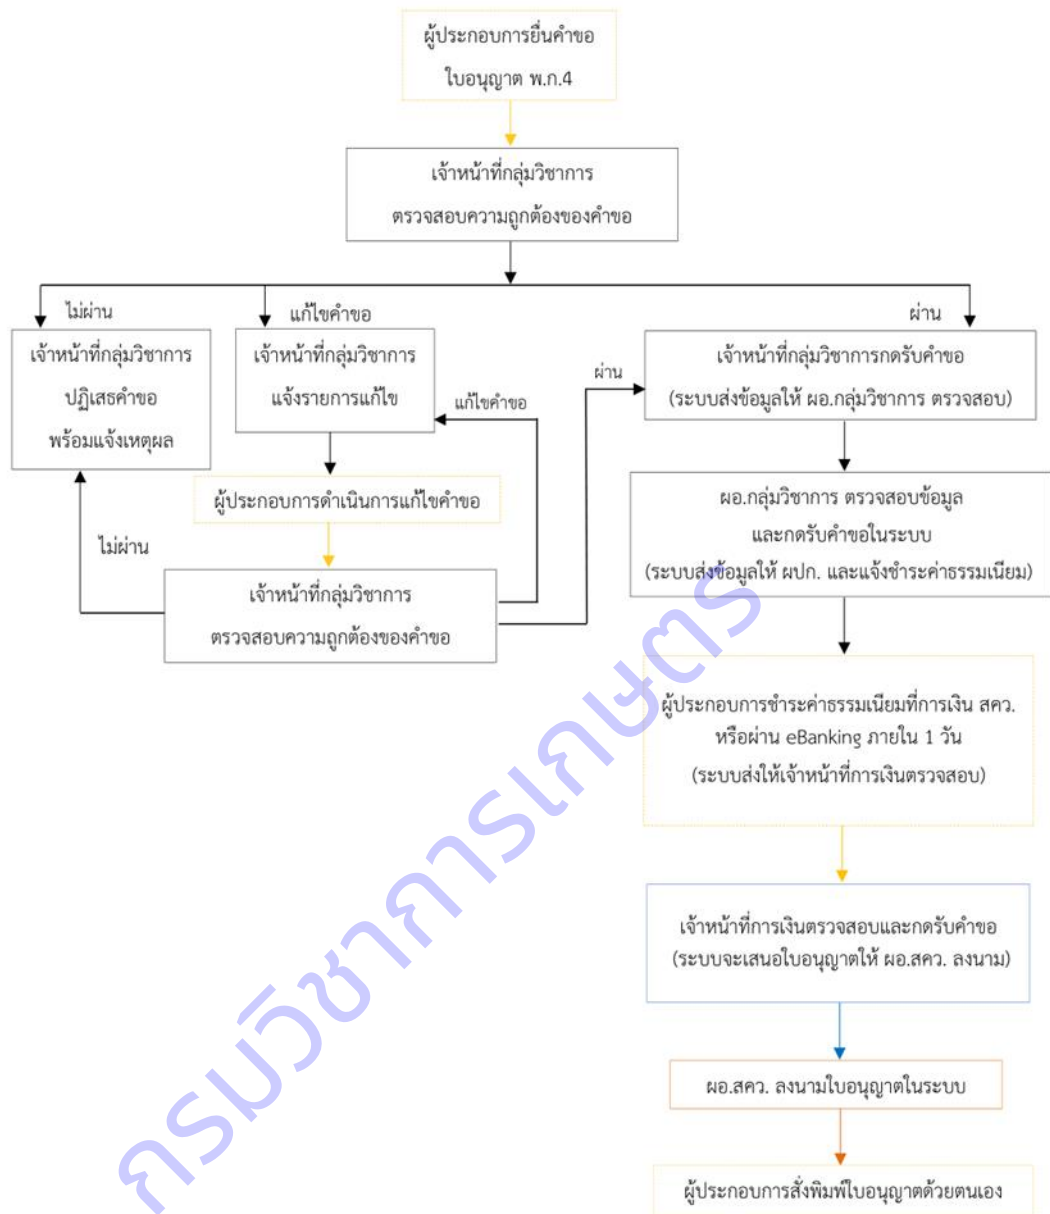 ผู้ประกอบการยื่นคำขอ
ใบอนุญาต พ.ก.4
เจ้าหน้าที่กลุ่มวิชาการ
ตรวจสอบความถูกต้องของคำขอ
ไม่ผ่าน
แก้ไขคำขอ
ผ่าน
เจ้าหน้าที่กลุ่มวิชาการ
ปฏิเสธคำขอ
พร้อมแจ้งเหตุผล
เจ้าหน้าที่กลุ่มวิชาการ
แจ้งรายการแก้ไข
แก้ไขคำขอ
ผ่าน
เจ้าหน้าที่กลุ่มวิชาการกดรับคำขอ
(ระบบส่งข้อมูลให้ ผอ.กลุ่มวิชาการ ตรวจสอบ)
ผู้ประกอบการดำเนินการแก้ไขคำขอ
ไม่ผ่าน
เจ้าหน้าที่กลุ่มวิชาการ
ตรวจสอบความถูกต้องของคำขอ
ผอ.กลุ่มวิชาการ ตรวจสอบข้อมูล
และกดรับคำขอในระบบ
(ระบบส่งข้อมูลให้ ผปก. และแจ้งชำระค่าธรรมเนียม)
ผู้ประกอบการชำระค่าธรรมเนียมที่การเงิน สคว.
หรือผ่าน eBanking ภายใน 1 วัน
(ระบบส่งให้เจ้าหน้าที่การเงินตรวจสอบ)
เจ้าหน้าที่การเงินตรวจสอบและกดรับคำขอ
(ระบบจะเสนอใบอนุญาตให้ ผอ.สคว. ลงนาม)
ผอ.สคว. ลงนามใบอนุญาตในระบบ
ผู้ประกอบการสั่งพิมพ์ใบอนุญาตด้วยตนเอง
กรมวิชาการเกษตร